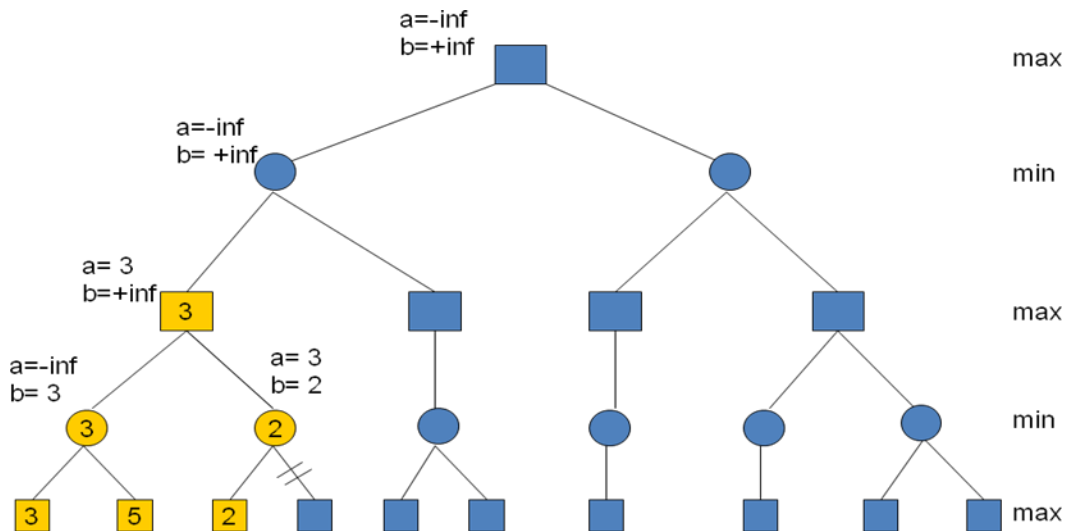 a=-inf
b=+inf
max
a=-inf
b= +inf
min
a= 3
b=+inf
3
max
a=-inf
b= 3
a= 3
b= 2
3
2
min
3
5
2
max